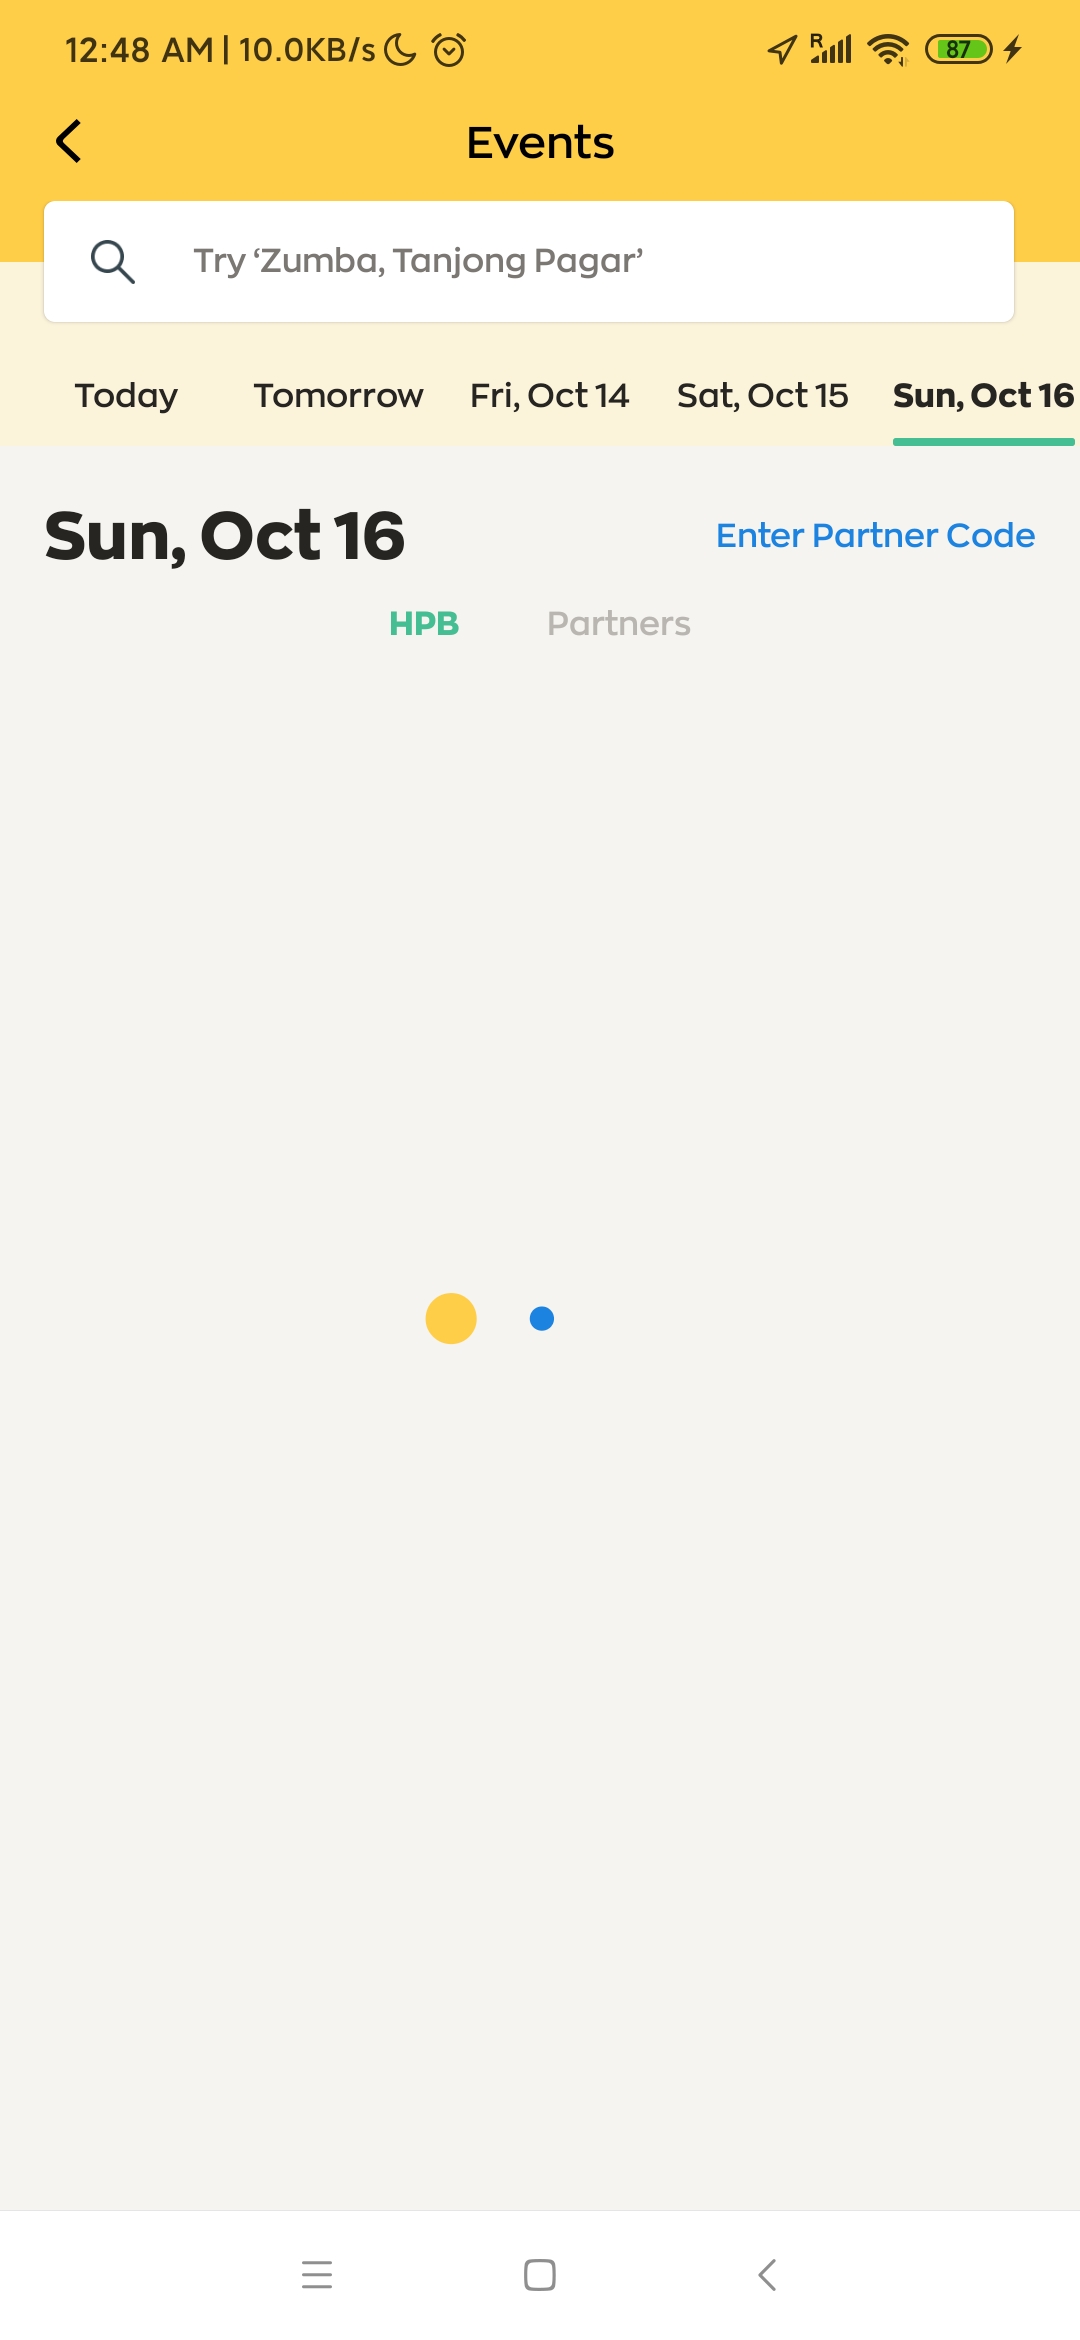 12:48 AM | 10.0KB/s R 87
Events
Try ‘Zumba, Tanjong Pagar’
Today Tomorrow Fri, Oct 14 Sat, Oct 15 Sun, Oct 16
Sun, Oct 16 Enter Partner Code
HPB Partners